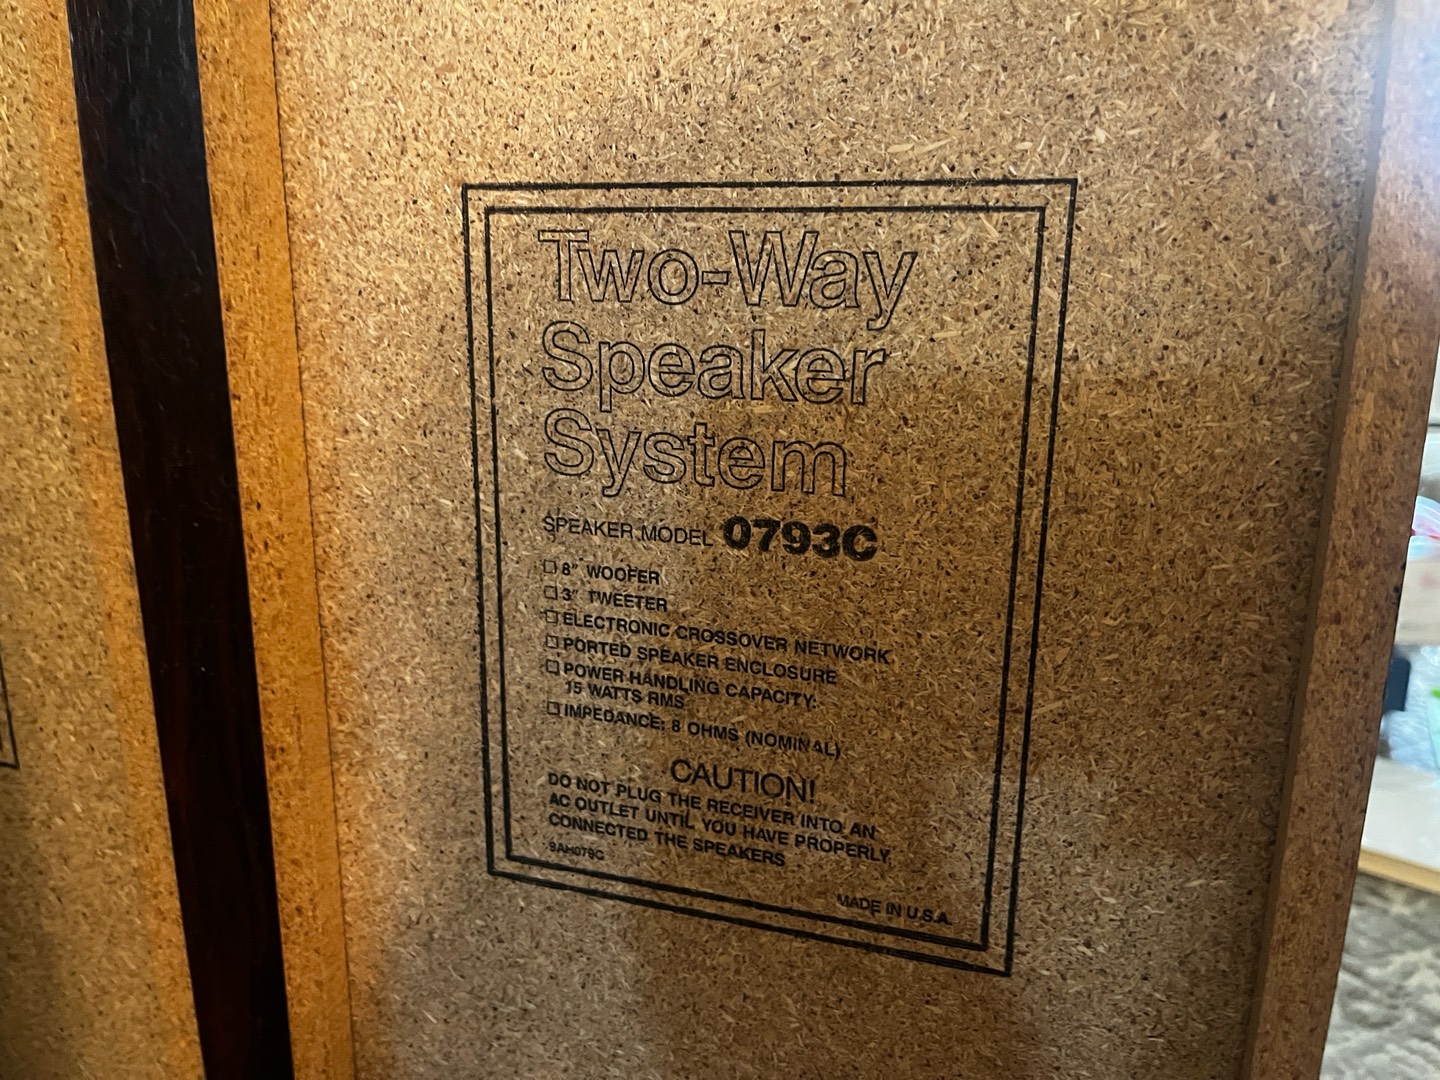 Two-Way
Speaker
System
SPEAKER MODEL 0793C
□ 8" WOOFER
□ 3" TWEETER
□ ELECTRONIC CROSSOVER NETWORK
□ PORTED SPEAKER ENCLOSURE
□ POWER HANDLING CAPACITY:
15 WATTS RMS
□ IMPEDANCE: 8 OHMS (NOMINAL)
CAUTION!
DO NOT PLUG THE RECEIVER INTO AN
AC OUTLET UNTIL YOU HAVE PROPERLY
CONNECTED THE SPEAKERS
9AH079C
MADE IN U.S.A.